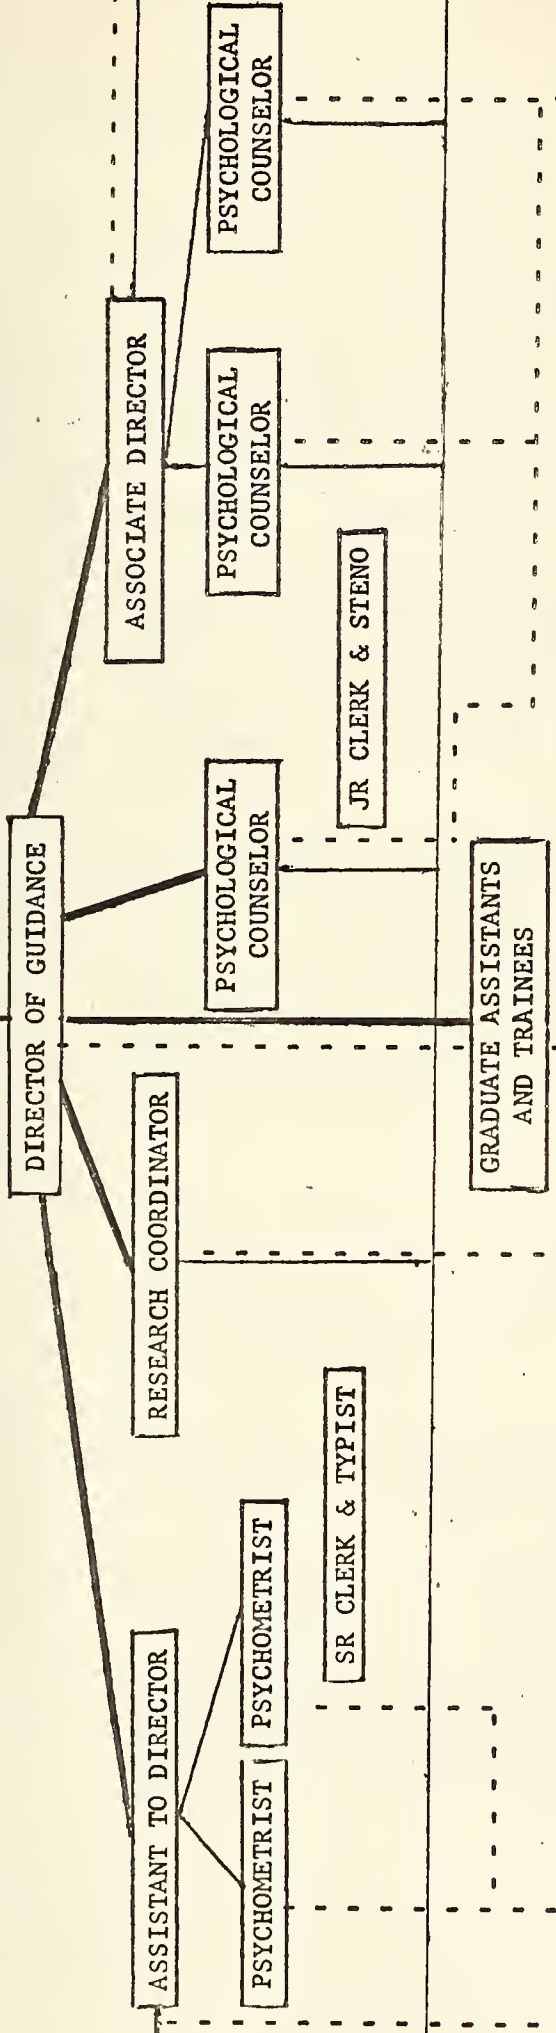 DIRECTOR OF GUIDANCE
ASSISTANT TO DIRECTOR
RESEARCH COORDINATOR
ASSOCIATE DIRECTOR
PSYCHOMETRIST
PSYCHOMETRIST
PSYCHOLOGICAL
COUNSELOR
PSYCHOLOGICAL
COUNSELOR
PSYCHOLOGICAL
COUNSELOR
SR CLERK & TYPIST
JR CLERK & STENO
GRADUATE ASSISTANTS
AND TRAINEES